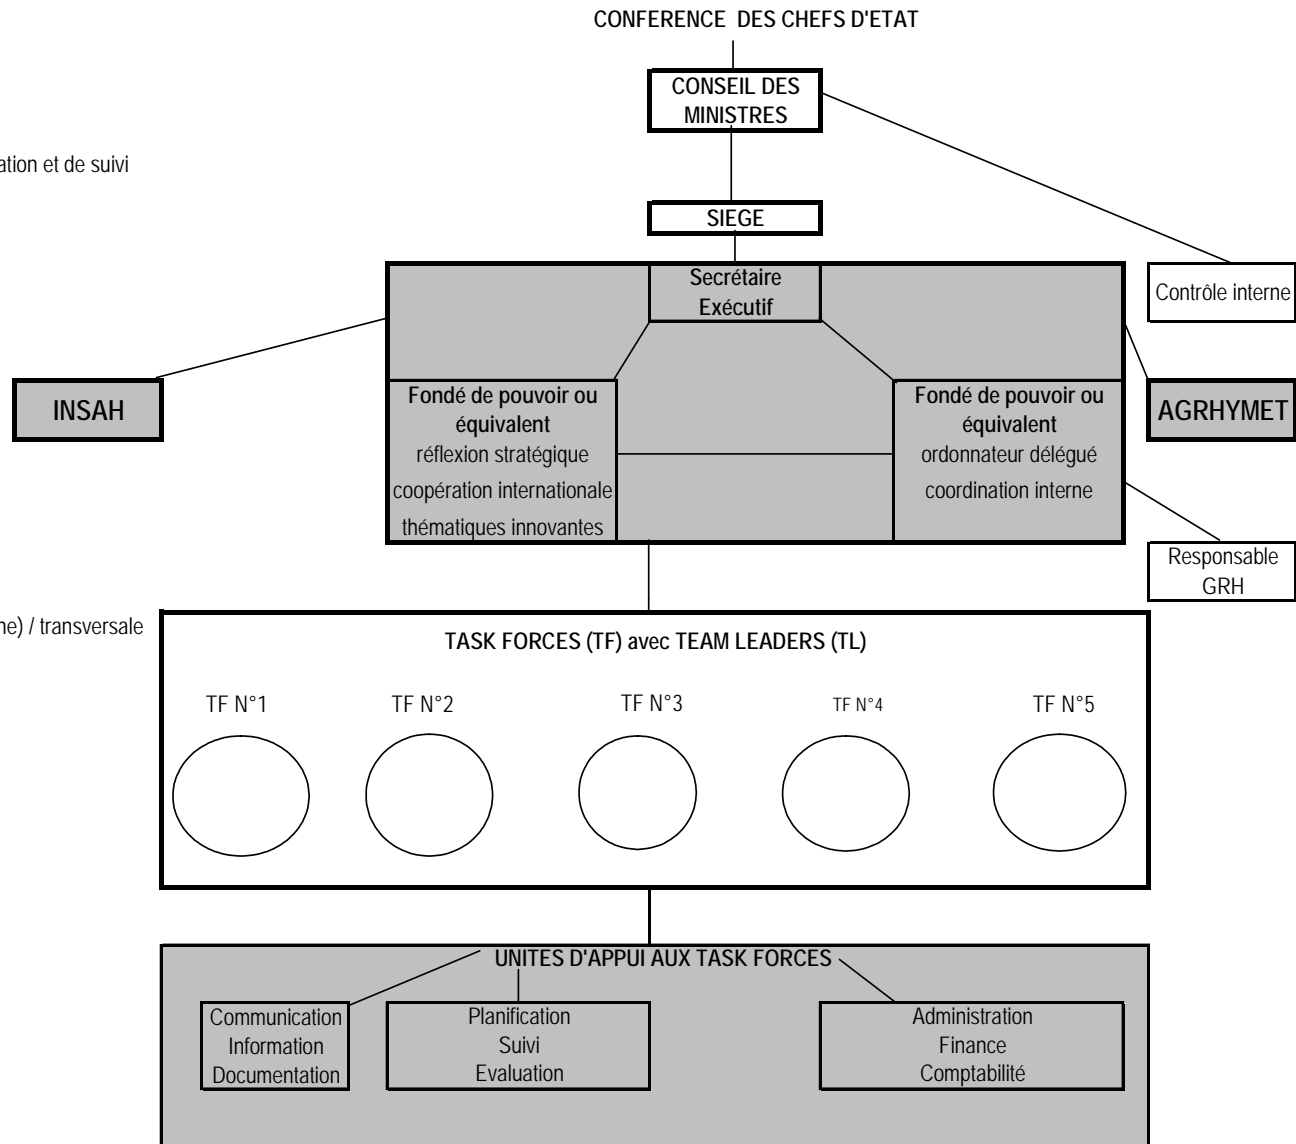 CONFERENCE DES CHEFS D'ETAT
CONSEIL DES
MINISTRES
ation et de suivi
SIEGE
Secrétaire
Exécutif
Contrôle interne
INSAH
Fondé de pouvoir ou
équivalent
réflexion stratégique
coopération internationale
thématiques innovantes
Fondé de pouvoir ou
équivalent
ordonnateur délégué
coordination interne
AGRHYMET
Responsable
GRH
ne) / transversale
TASK FORCES (TF) avec TEAM LEADERS (TL)
TF N°1
TF N°2
TF N°3
TF N°4
TF N°5
UNITES D'APPUI AUX TASK FORCES
Communication
Information
Documentation
Planification
Suivi
Evaluation
Administration
Finance
Comptabilité